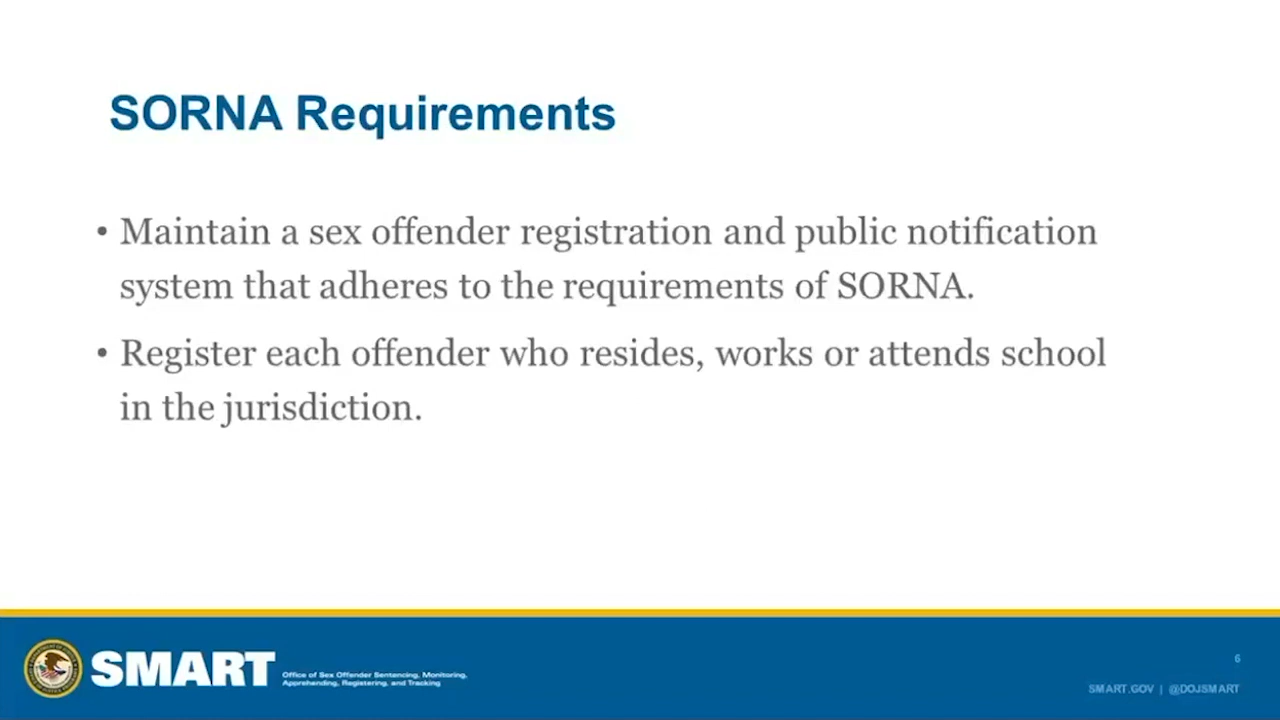 SORNA Requirements
• Maintain a sex offender registration and public notification
system that adheres to the requirements of SORNA.
• Register each offender who resides, works or attends school
in the jurisdiction.
SMART
Office of Sex Offender Sentencing, Monitoring,
Apprehending, Registering, and Tracking
6
SMART.GOV | @DOJSMART